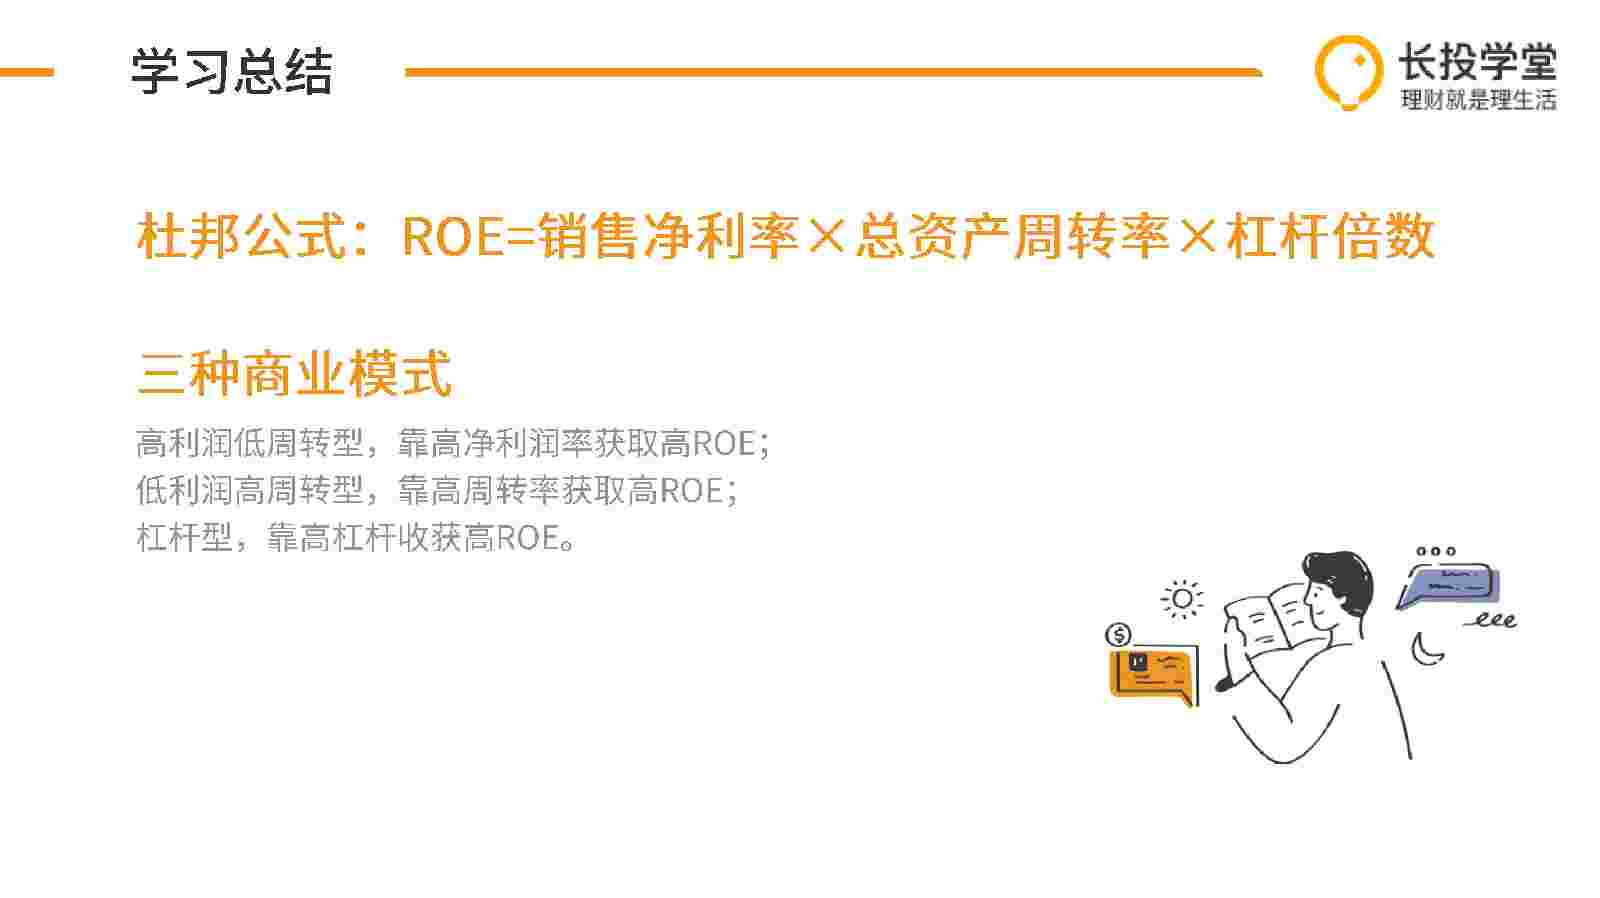 学习总结
长投学堂
理财就是理生活
杜邦公式：ROE=销售净利率×总资产周转率×杠杆倍数
三种商业模式
高利润低周转型，靠高净利润率获取高ROE；
低利润高周转型，靠高周转率获取高ROE；
杠杆型，靠高杠杆收获高ROE。